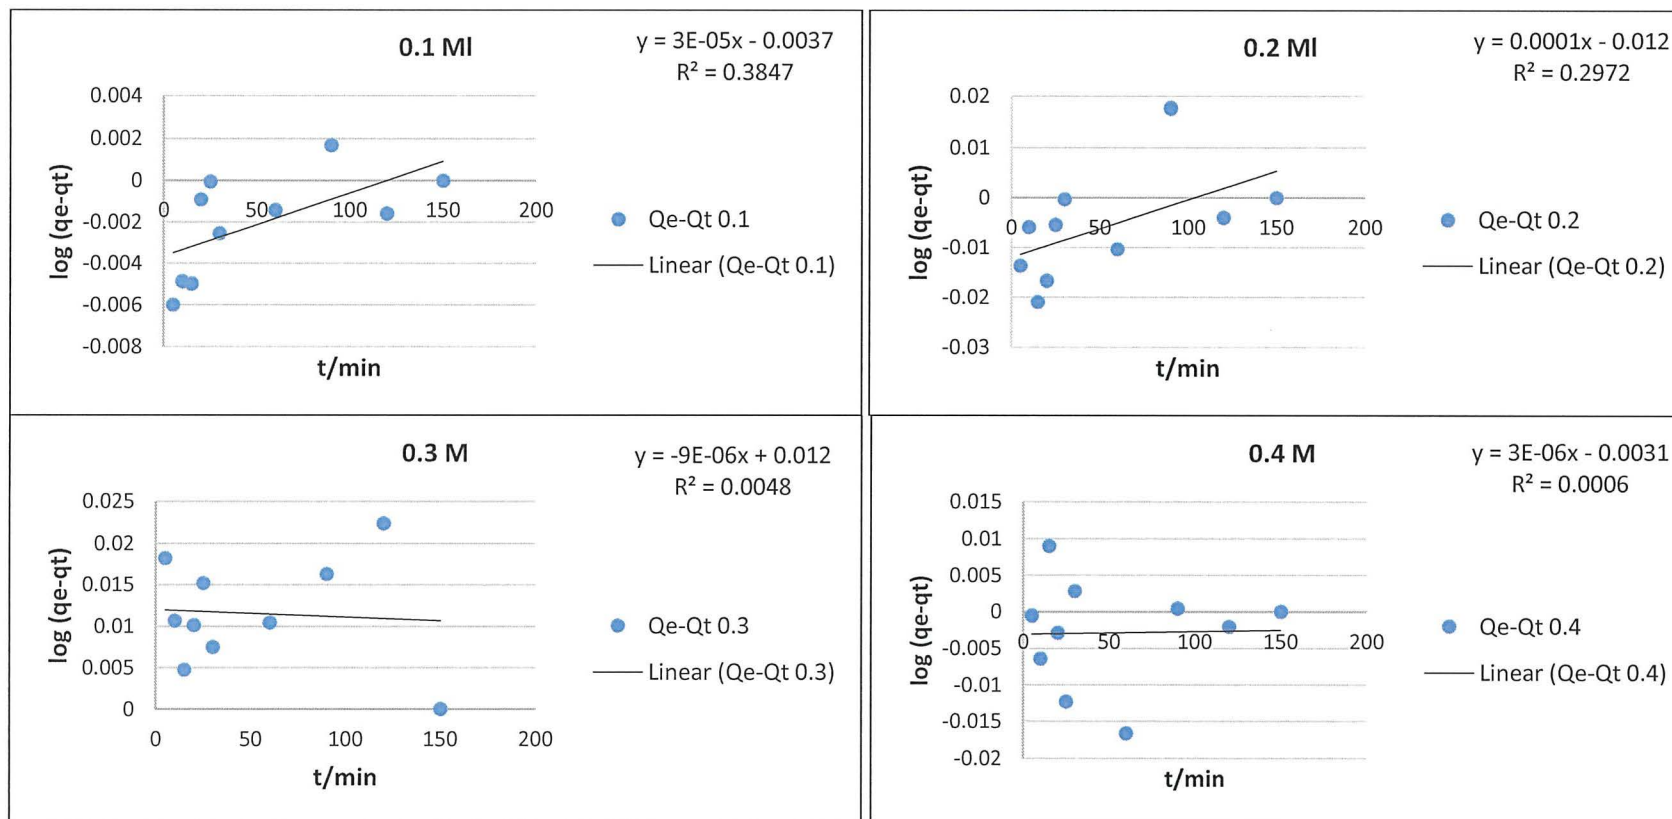 0.1 Ml
y = 3E-05x - 0.0037
R² = 0.3847
0.004
0.002
0
-0.002
-0.004
-0.006
-0.008
0
50
100
150
200
log (qe-qt)
t/min
Qe-Qt 0.1
Linear (Qe-Qt 0.1)
0.2 Ml
y = 0.0001x - 0.012
R² = 0.2972
0.02
0.01
0
-0.01
-0.02
-0.03
0
50
100
150
200
log (qe-qt)
t/min
Qe-Qt 0.2
Linear (Qe-Qt 0.2)
0.3 M
y = -9E-06x + 0.012
R² = 0.0048
0.025
0.02
0.015
0.01
0.005
0
0
50
100
150
200
log (qe-qt)
t/min
Qe-Qt 0.3
Linear (Qe-Qt 0.3)
0.4 M
y = 3E-06x - 0.0031
R² = 0.0006
0.015
0.01
0.005
0
-0.005
-0.01
-0.015
-0.02
0
50
100
150
200
log (qe-qt)
t/min
Qe-Qt 0.4
Linear (Qe-Qt 0.4)